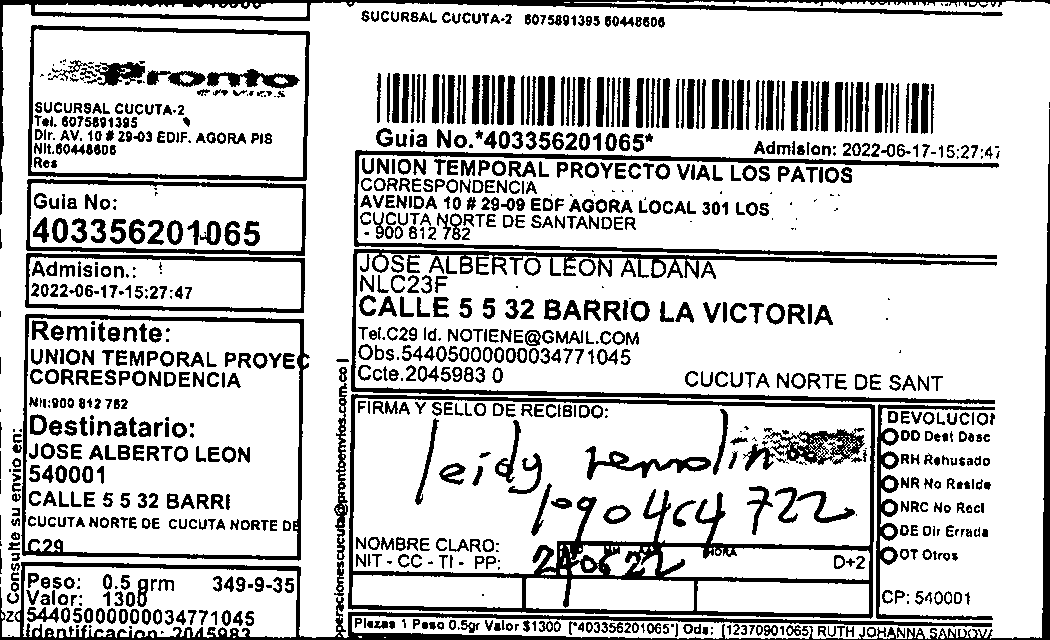 SUCURSAL CUCUTA-2 6075891395 60448606
Pronto
envios
SUCURSAL CUCUTA-2
Tel. 6075891395
Dir. AV. 10 # 29-03 EDIF. AGORA PIS
Nit.60448606
Res
Guia No:
403356201065
Admision.:
2022-06-17-15:27:47
Remitente:
UNION TEMPORAL PROYEC
CORRESPONDENCIA
Nit:900 812 782
Destinatario:
JOSE ALBERTO LEON
540001
CALLE 5 5 32 BARRI
CUCUTA NORTE DE CUCUTA NORTE DE
C29
Peso: 0.5 grm 349-9-35
Valor: 1300
54405000000034771045
Identificacion: 2045983
Consulte su envio en:
operacionescucuta@prontoenvios.com.co
Guia No.*403356201065*
Admision: 2022-06-17-15:27:47
UNION TEMPORAL PROYECTO VIAL LOS PATIOS
CORRESPONDENCIA
AVENIDA 10 # 29-09 EDF AGORA LOCAL 301 LOS
CUCUTA NORTE DE SANTANDER
- 900 812 782
JOSE ALBERTO LEON ALDANA
NLC23F
CALLE 5 5 32 BARRIO LA VICTORIA
Tel.C29 Id. NOTIENE@GMAIL.COM
Obs.54405000000034771045
Ccte.2045983 0
CUCUTA NORTE DE SANT
FIRMA Y SELLO DE RECIBIDO:
leidy
1090464722
NOMBRE CLARO:
NIT - CC - TI - PP:
240622
HORA
D+2
DEVOLUCION
DD Dest Desc
RH Rehusado
NR No Reside
NRC No Recl
DE Dir Errada
OT Otros
CP: 540001
Piezas 1 Peso 0.5gr Valor $1300 [*403356201065*] Ods: [12370901065] RUTH JOHANNA SANDOVA